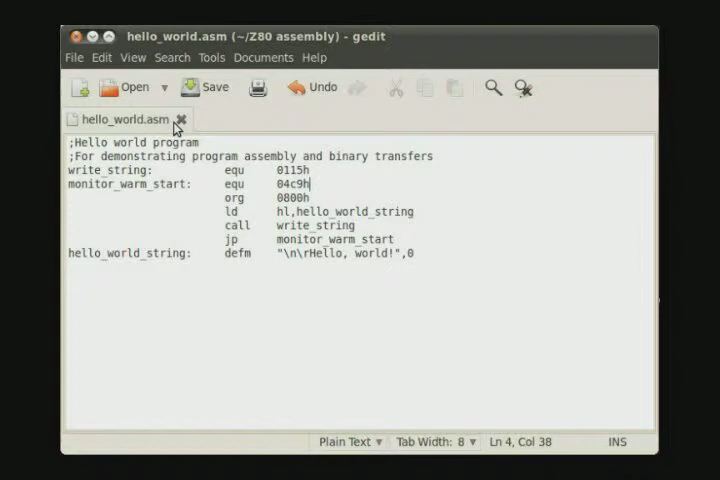 hello_world.asm (~/Z80 assembly) - gedit
File Edit View Search Tools Documents Help
Open Save Undo
hello_world.asm
;Hello world program
;For demonstrating program assembly and binary transfers
write_string: equ 0115h
monitor_warm_start: equ 04c9h
org 0800h
ld hl,hello_world_string
call write_string
jp monitor_warm_start
hello_world_string: defm "\n\rHello, world!",0
Plain Text Tab Width: 8 Ln 4, Col 38 INS